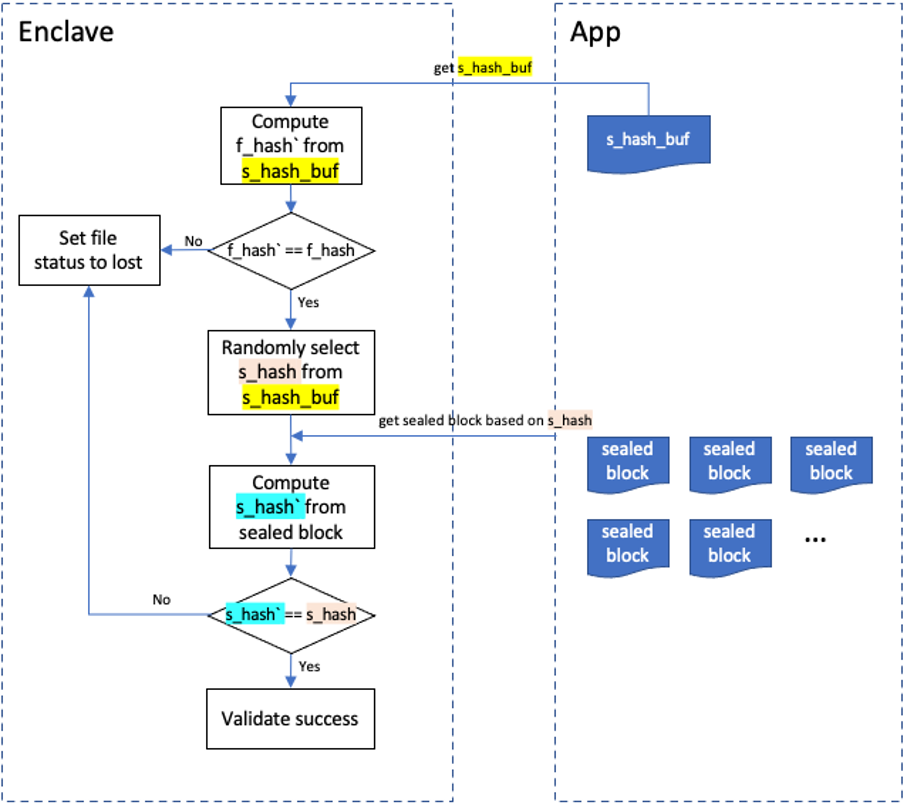 Enclave
App
get s_hash_buf
Compute
f_hash` from
s_hash_buf
s_hash_buf
f_hash` == f_hash
No
Set file
status to lost
Yes
Randomly select
s_hash from
s_hash_buf
get sealed block based on s_hash
sealed
block
sealed
block
sealed
block
Compute
s_hash` from
sealed block
sealed
block
sealed
block
...
No
s_hash` == s_hash
Yes
Validate success